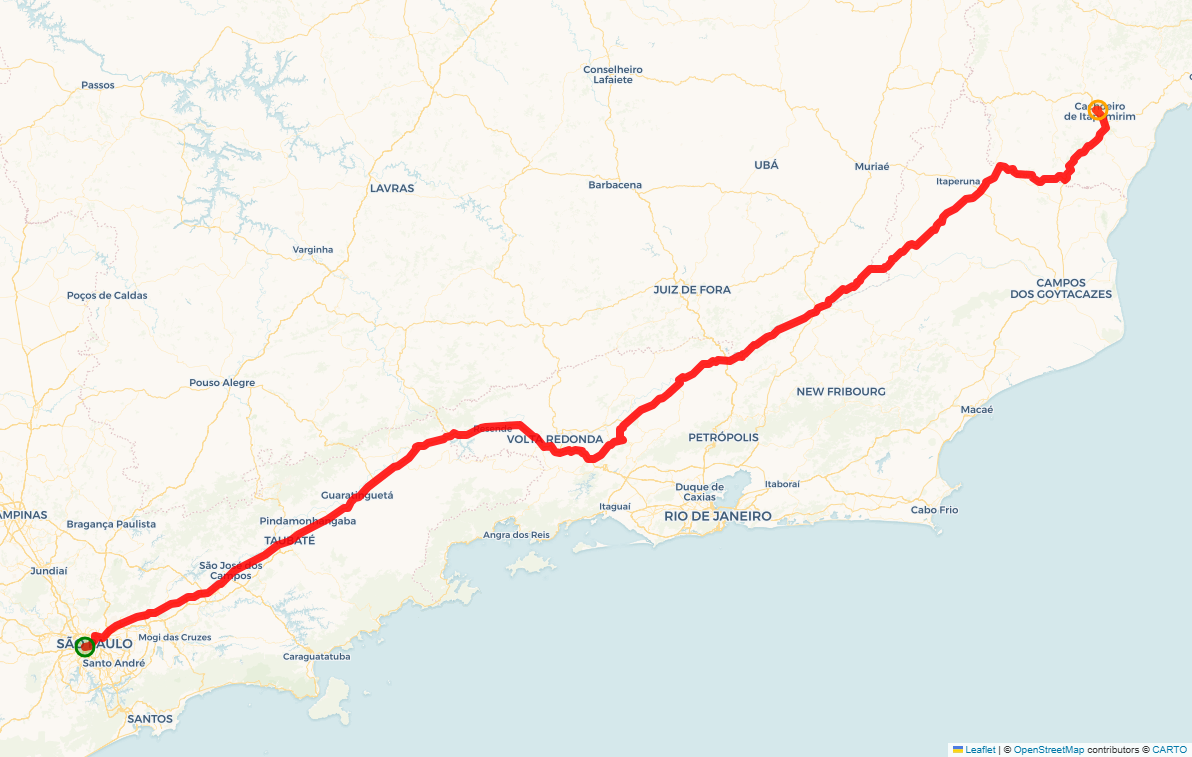 Conselheiro
Lafaiete
Passos
Cachoeiro
de Itapemirim
UBÁ
Muriaé
Itaperuna
Barbacena
LAVRAS
Varginha
Poços de Caldas
JUIZ DE FORA
CAMPOS
DOS GOYTACAZES
Pouso Alegre
NEW FRIBOURG
Macaé
Resende
VOLTA REDONDA
PETRÓPOLIS
Duque de
Caxias
Itaboraí
Guaratinguetá
Itaguaí
RIO DE JANEIRO
Cabo Frio
AMPINAS
Bragança Paulista
Pindamonhangaba
TAUBATÉ
Angra dos Reis
Jundiaí
São José dos
Campos
SÃO PAULO
Mogi das Cruzes
Santo André
Caraguatatuba
SANTOS
Leaflet | © OpenStreetMap contributors © CARTO